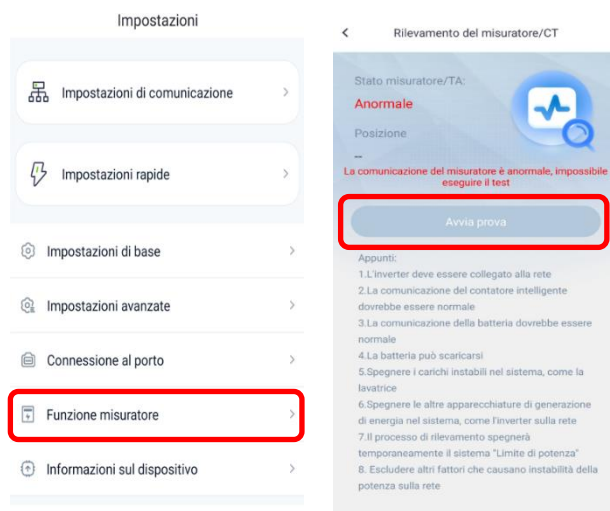 Impostazioni
Impostazioni di comunicazione
Impostazioni rapide
Impostazioni di base
Impostazioni avanzate
Connessione al porto
Funzione misuratore
Informazioni sul dispositivo
Rilevamento del misuratore/CT
Stato misuratore/TA:
Anormale
Posizione
--
La comunicazione del misuratore è anormale, impossibile
eseguire il test
Avvia prova
Appunti:
1.L'inverter deve essere collegato alla rete
2.La comunicazione del contatore intelligente
dovrebbe essere normale
3.La comunicazione della batteria dovrebbe essere
normale
4.La batteria può scaricarsi
5.Spegnere i carichi instabili nel sistema, come la
lavatrice
6.Spegnere le altre apparecchiature di generazione
di energia nel sistema, come l'inverter sulla rete
7.Il processo di rilevamento spegnerà
temporaneamente il sistema "Limite di potenza"
8. Escludere altri fattori che causano instabilità della
potenza sulla rete